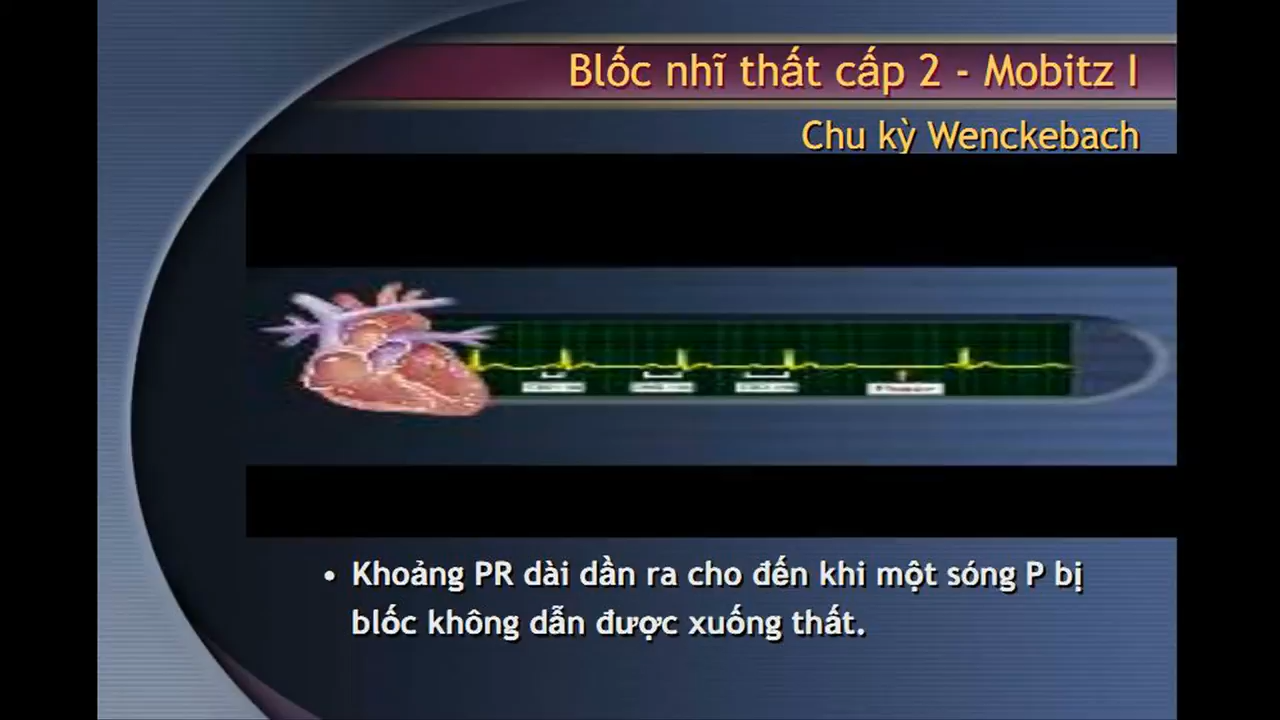 Blốc nhĩ thất cấp 2 - Mobitz I
Chu kỳ Wenckebach
• Khoảng PR dài dần ra cho đến khi một sóng P bị
blốc không dẫn được xuống thất.